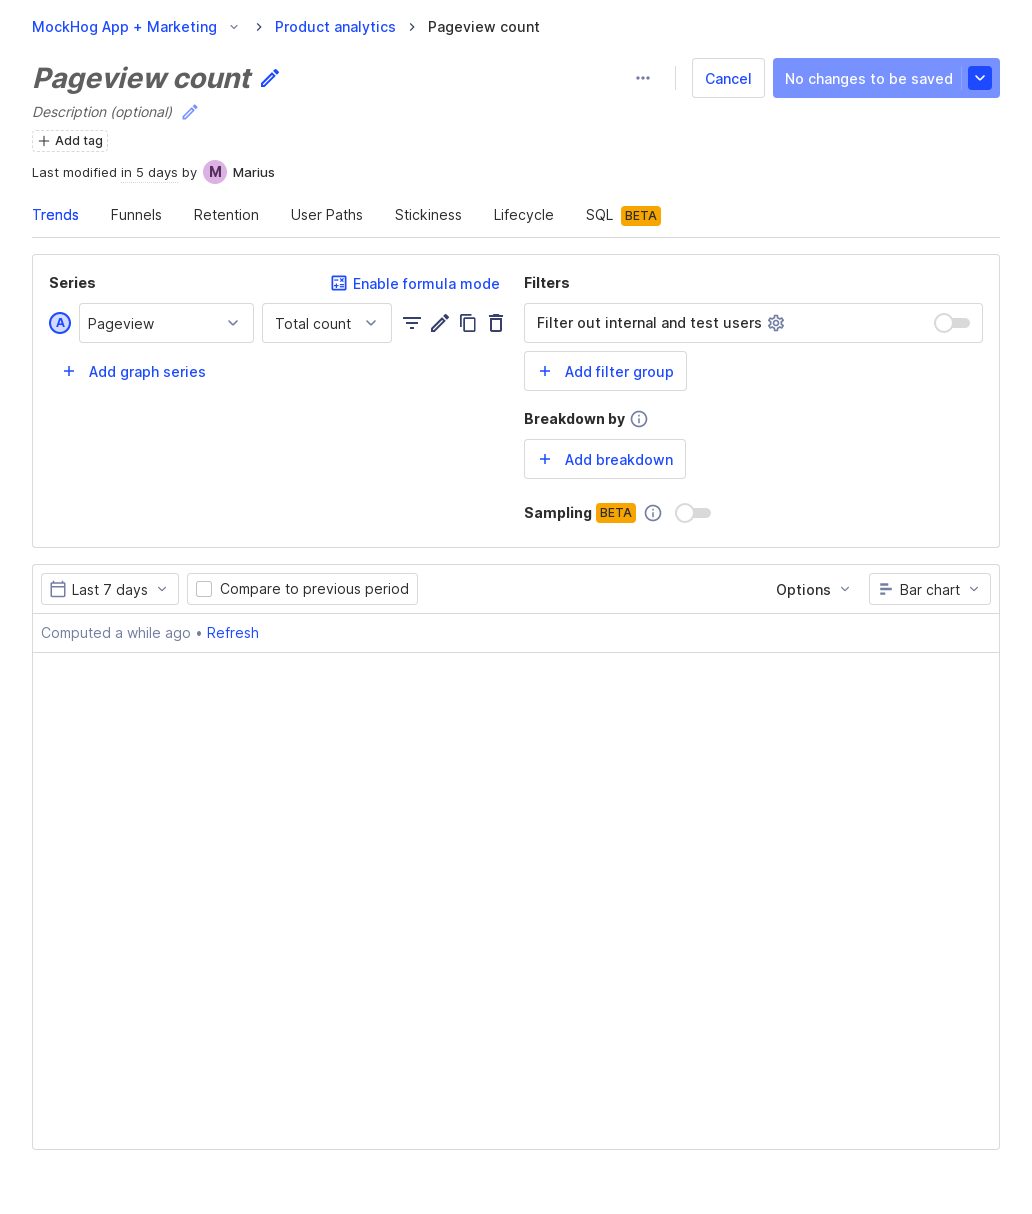 MockHog App + Marketing Product analytics Pageview count
Pageview count
Cancel No changes to be saved
Description (optional)
Add tag
Last modified in 5 days by M Marius
Trends Funnels Retention User Paths Stickiness Lifecycle SQL BETA
Series Enable formula mode
A Pageview Total count
Add graph series
Filters
Filter out internal and test users
Add filter group
Breakdown by
Add breakdown
Sampling BETA
Last 7 days Compare to previous period Options Bar chart
Computed a while ago • Refresh